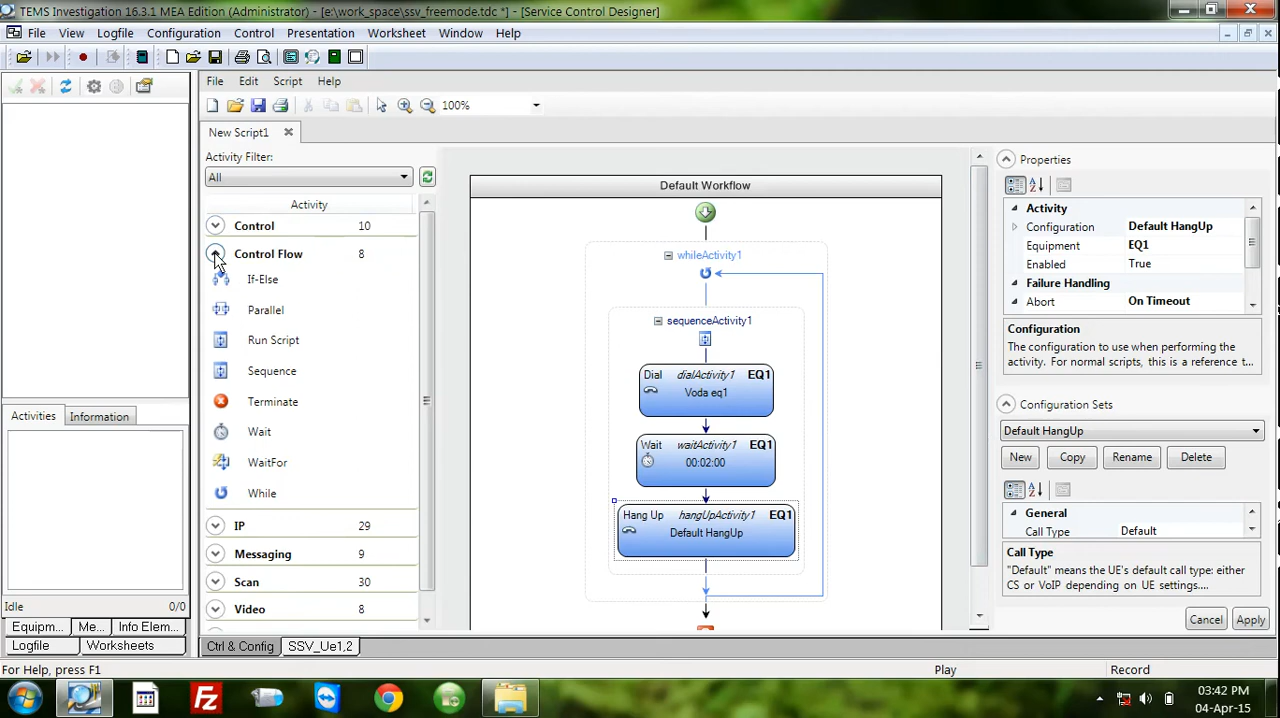 TEMS Investigation 16.3.1 MEA Edition (Administrator) - [e:\work_space\ssv_freemode.tdc *] - [Service Control Designer]
File View Logfile Configuration Control Presentation Worksheet Window Help
File Edit Script Help
100%
New Script1
Activity Filter:
All
Activity
Control 10
Control Flow 8
If-Else
Parallel
Run Script
Sequence
Terminate
Wait
WaitFor
While
IP 29
Messaging 9
Scan 30
Video 8
Default Workflow
whileActivity1
sequenceActivity1
Dial dialActivity1 EQ1
Voda eq1
Wait waitActivity1 EQ1
00:02:00
Hang Up hangUpActivity1 EQ1
Default HangUp
Properties
Activity
Configuration Default HangUp
Equipment EQ1
Enabled True
Failure Handling
Abort On Timeout
Configuration
The configuration to use when performing the
activity. For normal scripts, this is a reference t...
Configuration Sets
Default HangUp
New Copy Rename Delete
General
Call Type Default
Call Type
"Default" means the UE's default call type: either
CS or VoIP depending on UE settings....
Cancel Apply
Activities Information
Idle 0/0
Equipm... Me... Info Elem...
Logfile Worksheets
Ctrl & Config SSV_Ue1,2
For Help, press F1 Play Record
03:42 PM
04-Apr-15